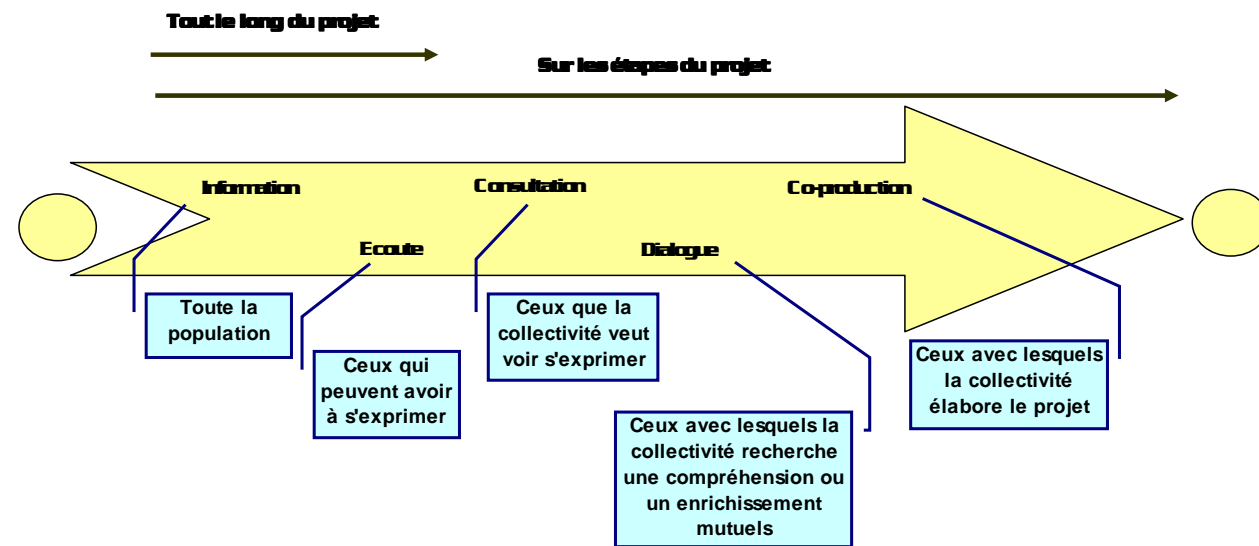 Tout le long du projet
Sur les étapes du projet
Information
Consultation
Co-production
Ecoute
Dialogue
Toute la
population
Ceux qui
peuvent avoir
à s'exprimer
Ceux que la
collectivité veut
voir s'exprimer
Ceux avec lesquels la
collectivité recherche
une compréhension ou
un enrichissement
mutuels
Ceux avec lesquels
la collectivité
élabore le projet